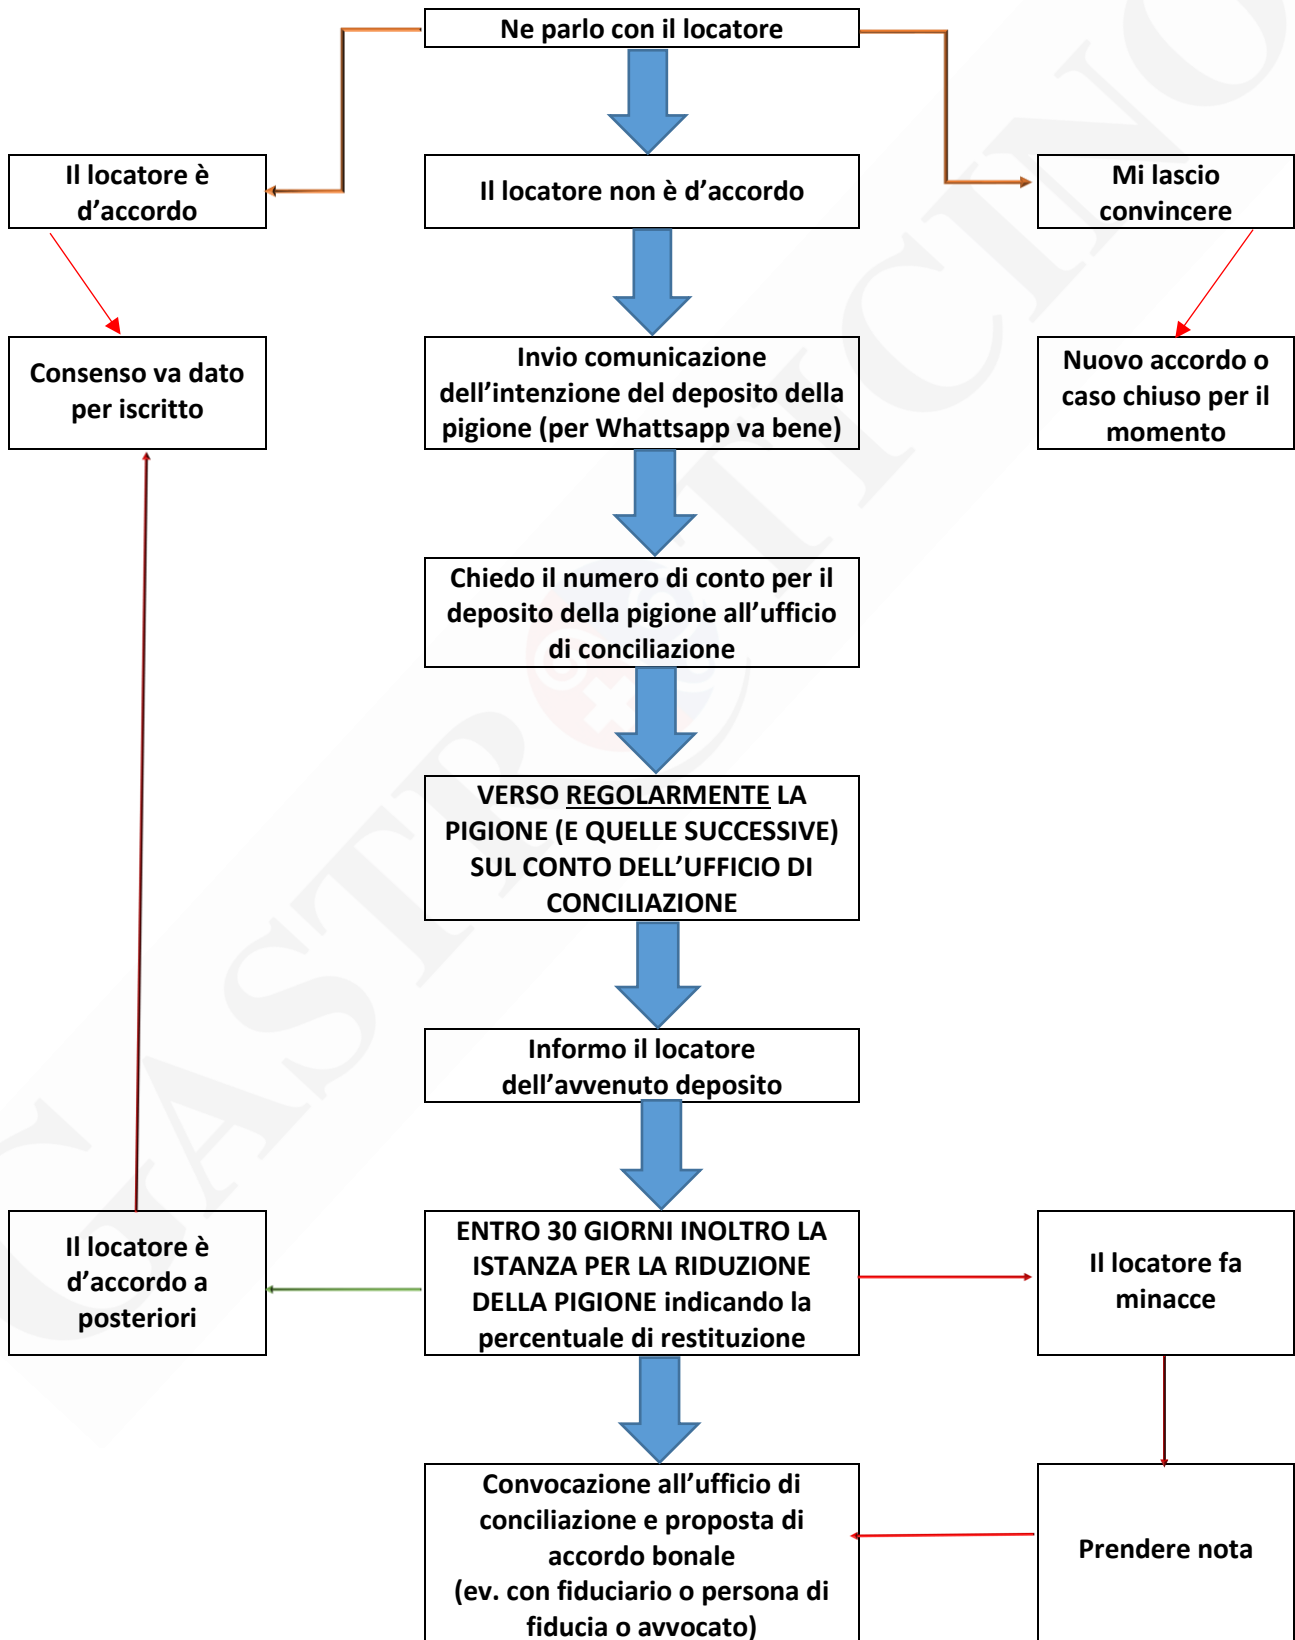 Ne parlo con il locatore
Il locatore è
d’accordo
Il locatore non è d’accordo
Mi lascio
convincere
Consenso va dato
per iscritto
Invio comunicazione
dell’intenzione del deposito della
pigione (per Whattsapp va bene)
Nuovo accordo o
caso chiuso per il
momento
Chiedo il numero di conto per il
deposito della pigione all’ufficio
di conciliazione
VERSO REGOLARMENTE LA
PIGIONE (E QUELLE SUCCESSIVE)
SUL CONTO DELL’UFFICIO DI
CONCILIAZIONE
Informo il locatore
dell’avvenuto deposito
Il locatore è
d’accordo a
posteriori
ENTRO 30 GIORNI INOLTRO LA
ISTANZA PER LA RIDUZIONE
DELLA PIGIONE indicando la
percentuale di restituzione
Il locatore fa
minacce
Convocazione all’ufficio di
conciliazione e proposta di
accordo bonale
(ev. con fiduciario o persona di
fiducia o avvocato)
Prendere nota
GASTROTICINO